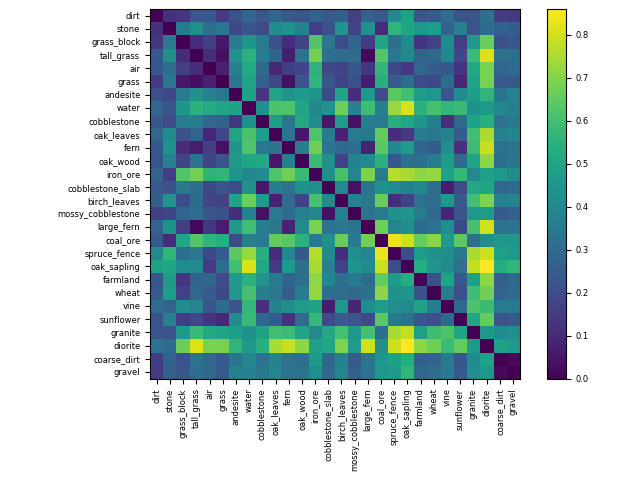 dirt
stone
grass_block
tall_grass
air
grass
andesite
water
cobblestone
oak_leaves
fern
oak_wood
iron_ore
cobblestone_slab
birch_leaves
mossy_cobblestone
large_fern
coal_ore
spruce_fence
oak_sapling
farmland
wheat
vine
sunflower
granite
diorite
coarse_dirt
gravel
dirt
stone
grass_block
tall_grass
air
grass
andesite
water
cobblestone
oak_leaves
fern
oak_wood
iron_ore
cobblestone_slab
birch_leaves
mossy_cobblestone
large_fern
coal_ore
spruce_fence
oak_sapling
farmland
wheat
vine
sunflower
granite
diorite
coarse_dirt
gravel
0.8
0.7
0.6
0.5
0.4
0.3
0.2
0.1
0.0